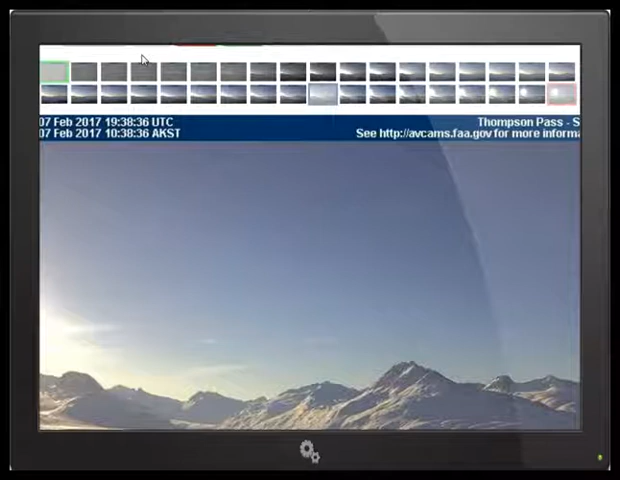 07 Feb 2017 19:38:36 UTC
Thompson Pass - S
07 Feb 2017 10:38:36 AKST
See http://avcams.faa.gov for more informa